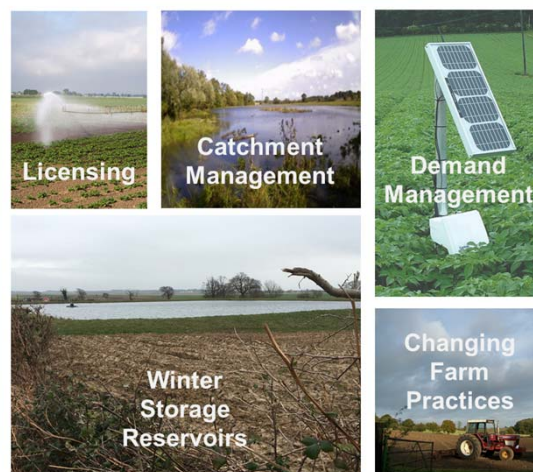 Licensing
Catchment
Management
Demand
Management
Winter
Storage
Reservoirs
Changing
Farm
Practices